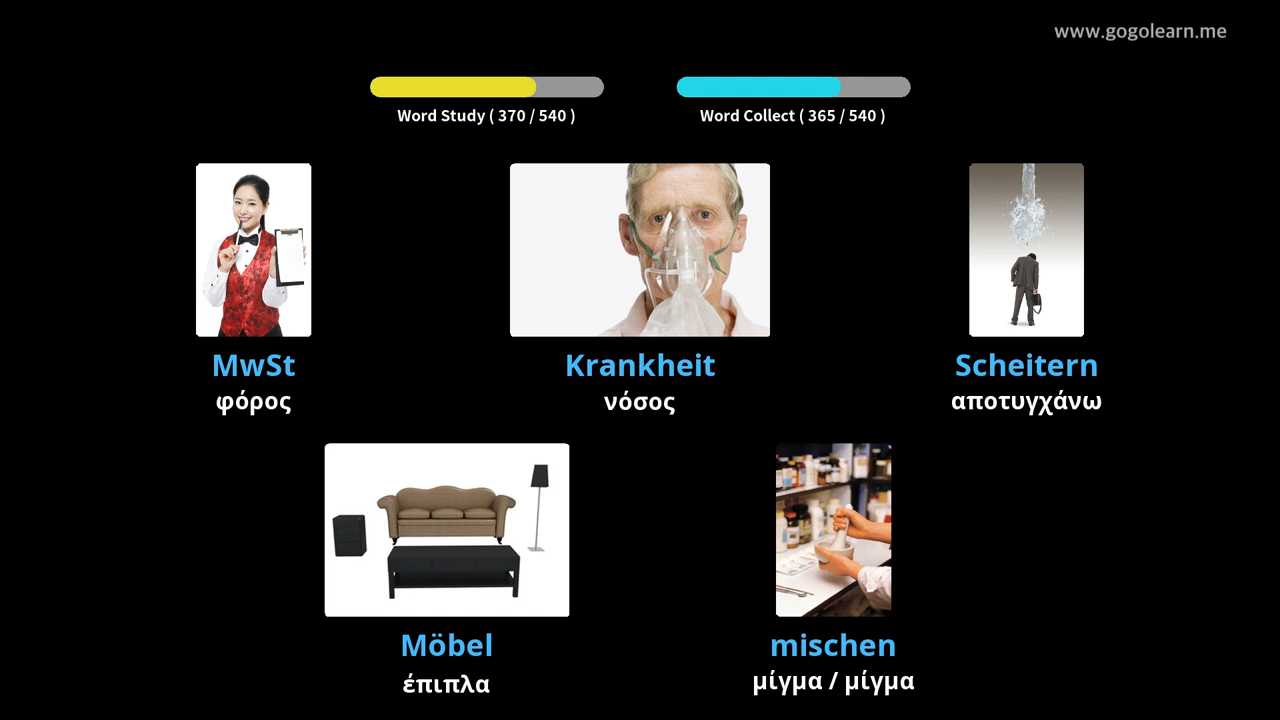 www.gogolearn.me
Word Study ( 370 / 540 )
Word Collect ( 365 / 540 )
MwSt
φόρος
Krankheit
νόσος
Scheitern
αποτυγχάνω
Möbel
έπιπλα
mischen
μίγμα / μίγμα